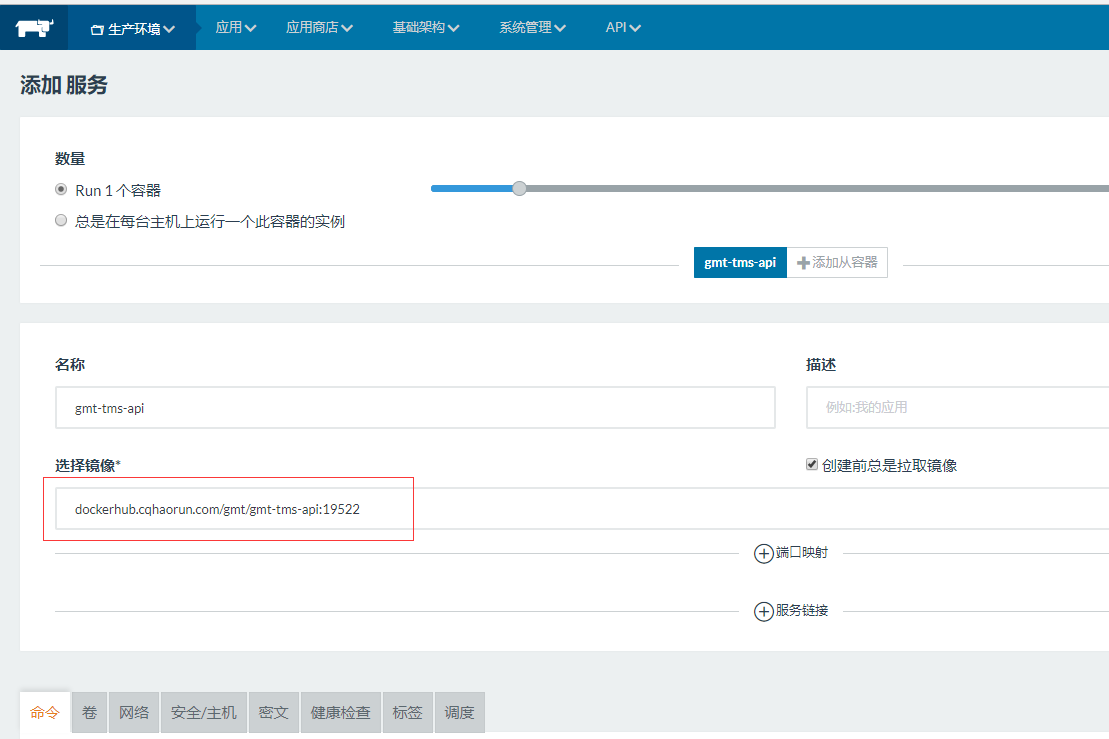 生产环境 应用 应用商店 基础架构 系统管理 API
添加 服务
数量
Run 1 个容器
总是在每台主机上运行一个此容器的实例
gmt-tms-api 添加从容器
名称 描述
gmt-tms-api 例如:我的应用
选择镜像* 创建前总是拉取镜像
dockerhub.cqhaorun.com/gmt/gmt-tms-api:19522
端口映射
服务链接
命令 卷 网络 安全/主机 密文 健康检查 标签 调度